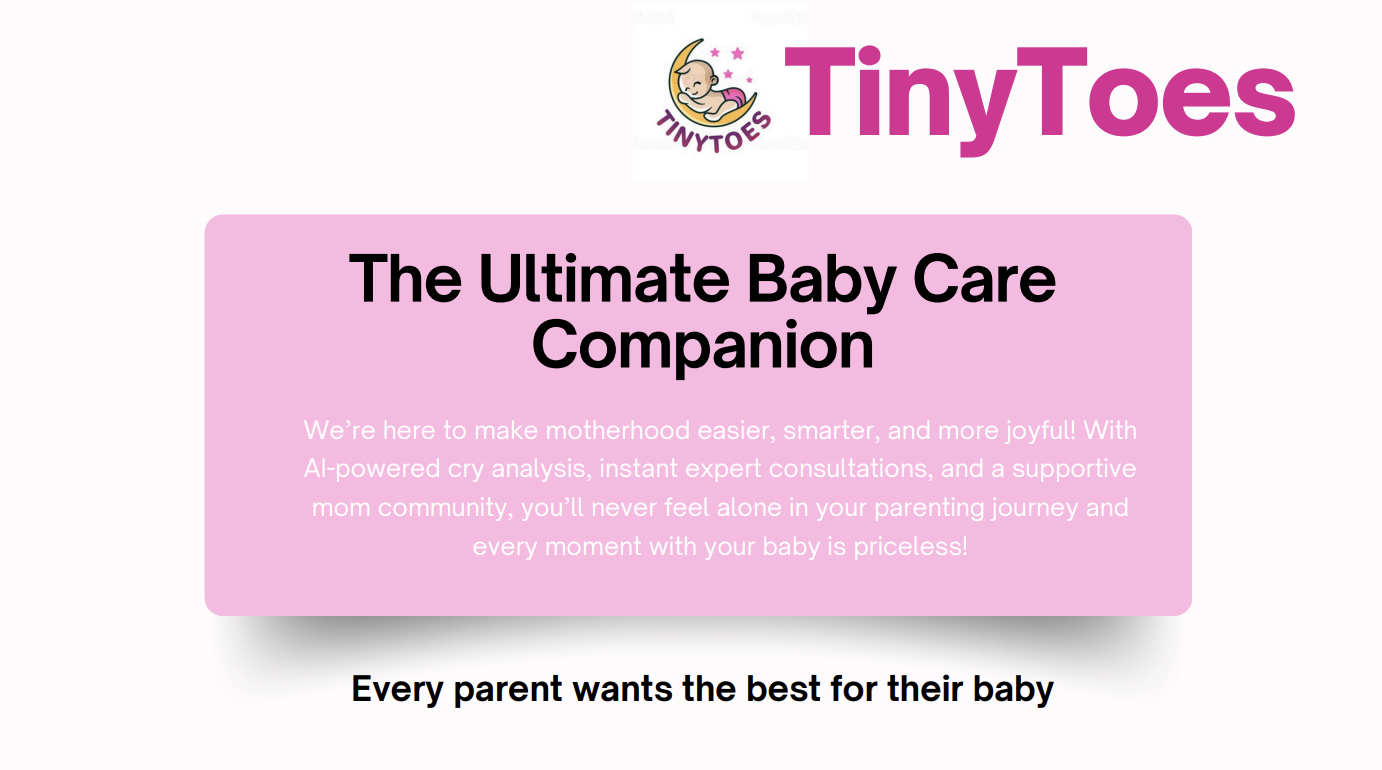 TINYTOES
TinyToes
The Ultimate Baby Care
Companion
We’re here to make motherhood easier, smarter, and more joyful! With
AI-powered cry analysis, instant expert consultations, and a supportive
mom community, you’ll never feel alone in your parenting journey and
every moment with your baby is priceless!
Every parent wants the best for their baby